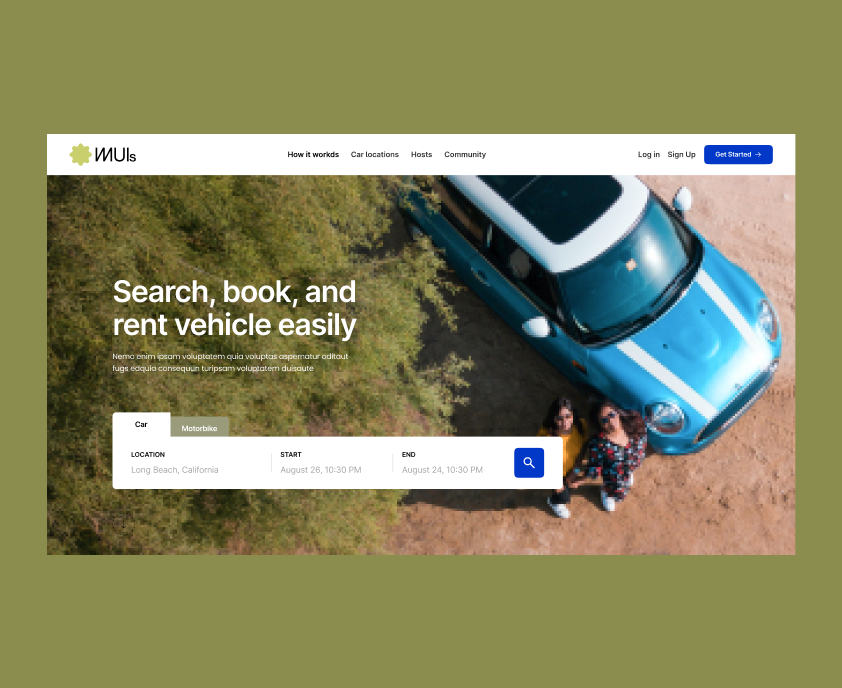 MUIs
How it workds Car locations Hosts Community
Log in Sign Up Get Started →
Search, book, and
rent vehicle easily
Nemo enim ipsam voluptatem quia voluptas aspernatur oditaut
fugs edquia consequun turipsam voluptatem duisaute
Car
Motorbike
LOCATION START END
Long Beach, California August 26, 10:30 PM August 24, 10:30 PM